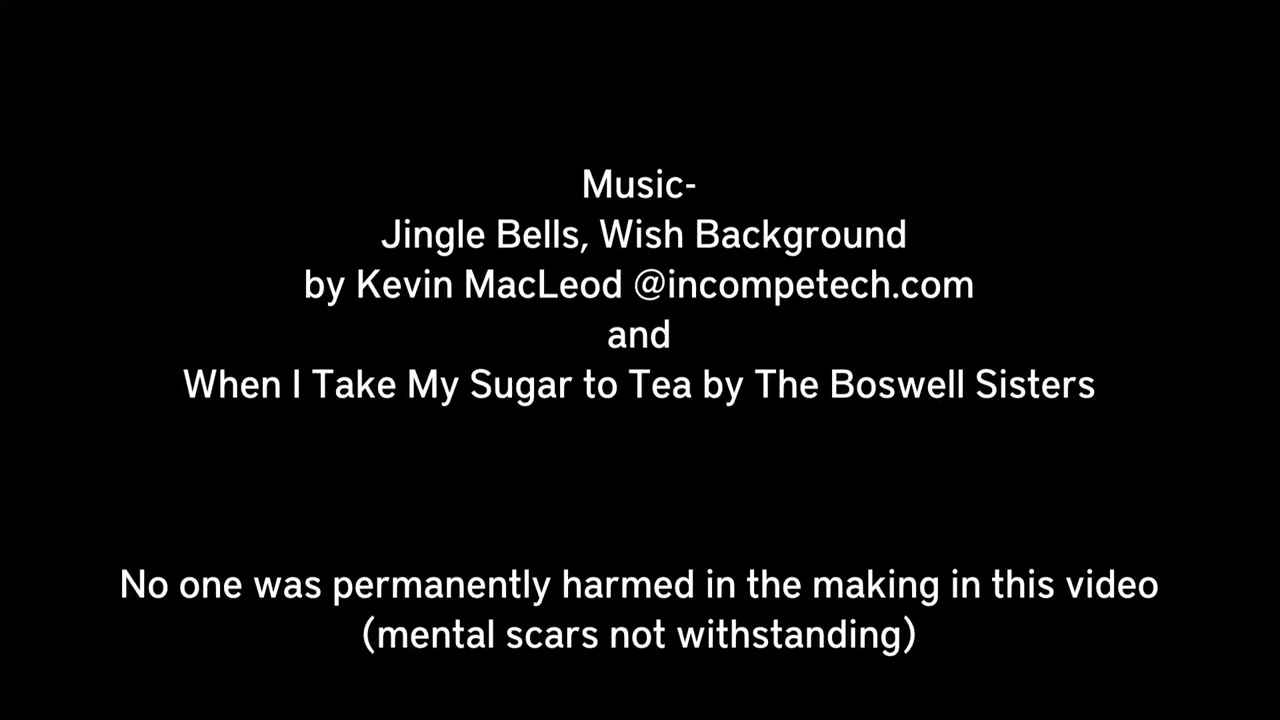 Music-
Jingle Bells, Wish Background
by Kevin MacLeod @incompetech.com
and
When I Take My Sugar to Tea by The Boswell Sisters
No one was permanently harmed in the making in this video
(mental scars not withstanding)